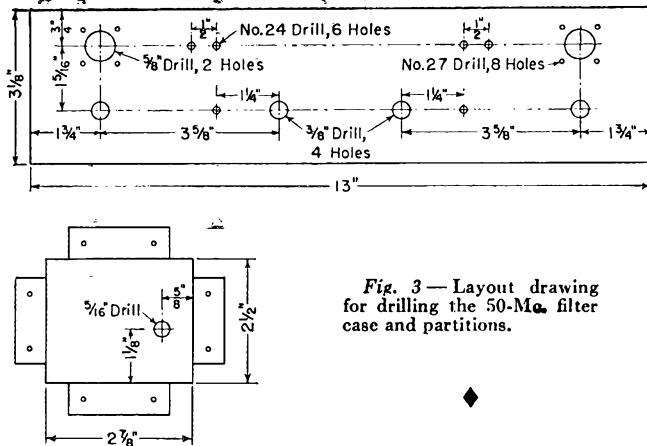 1/2"
1/2"
3/4"
No.24 Drill, 6 Holes
5/8" Drill, 2 Holes
No.27 Drill, 8 Holes
1 5/16"
3 1/8"
1 1/4"
1 1/4"
1 3/4"
3 5/8"
3/8" Drill,
4 Holes
3 5/8"
1 3/4"
13"
5/8"
5/16" Drill
1 1/8"
2 1/2"
2 7/8"
Fig. 3 — Layout drawing
for drilling the 50-Mc. filter
case and partitions.